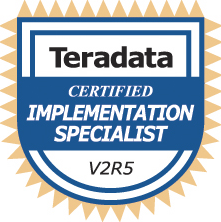 Teradata
CERTIFIED
IMPLEMENTATION
SPECIALIST
V2R5